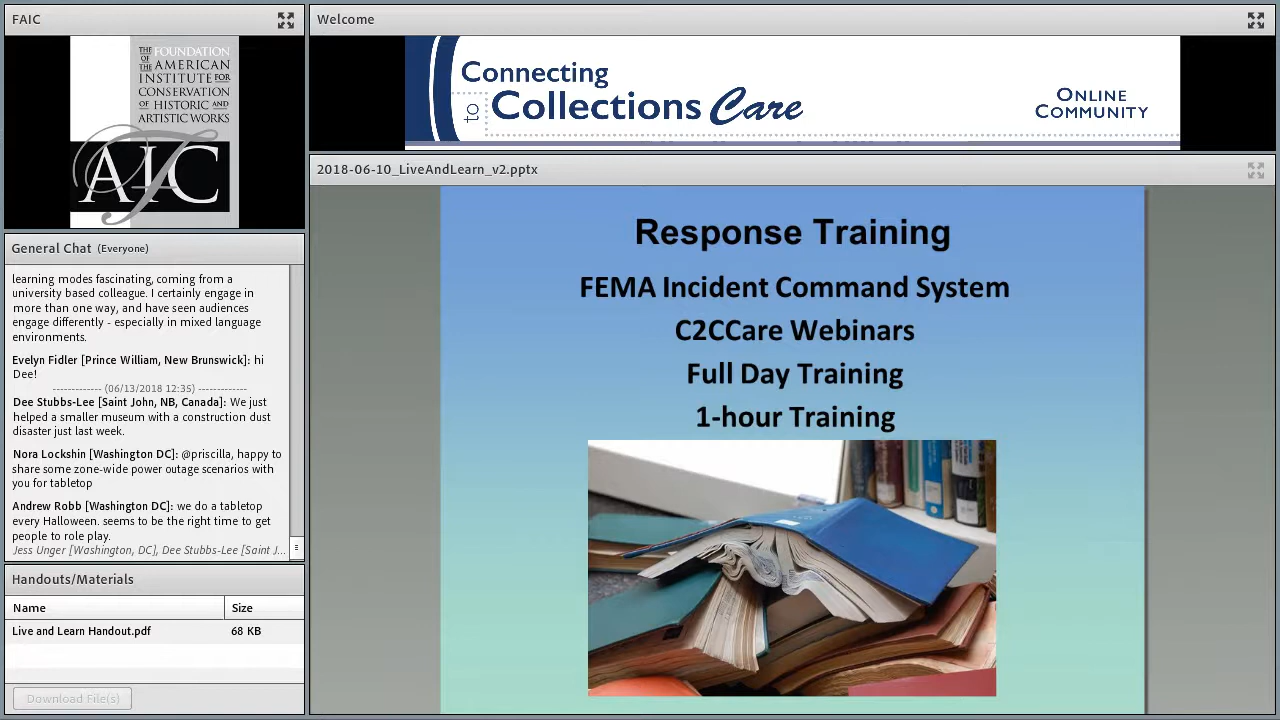 FAIC
THE FOUNDATION
OF THE AMERICAN
INSTITUTE FOR
CONSERVATION
OF HISTORIC AND
ARTISTIC WORKS
AIC
General Chat (Everyone)
learning modes fascinating, coming from a
university based colleague. I certainly engage in
more than one way, and have seen audiences
engage differently - especially in mixed language
environments.
Evelyn Fidler [Prince William, New Brunswick]: hi
Dee!
------------- (06/13/2018 12:35) -----------
Dee Stubbs-Lee [Saint John, NB, Canada]: We just
helped a smaller museum with a construction dust
disaster just last week.
Nora Lockshin [Washington DC]: @priscilla, happy to
share some zone-wide power outage scenarios with
you for tabletop
Andrew Robb [Washington DC]: we do a tabletop
every Halloween. seems to be the right time to get
people to role play.
Jess Unger [Washington, DC], Dee Stubbs-Lee [Saint J...
Handouts/Materials
Name Size
Live and Learn Handout.pdf 68 KB
Download File(s)
Welcome
Connecting
to Collections Care
ONLINE
COMMUNITY
2018-06-10_LiveAndLearn_v2.pptx
Response Training
FEMA Incident Command System
C2CCare Webinars
Full Day Training
1-hour Training